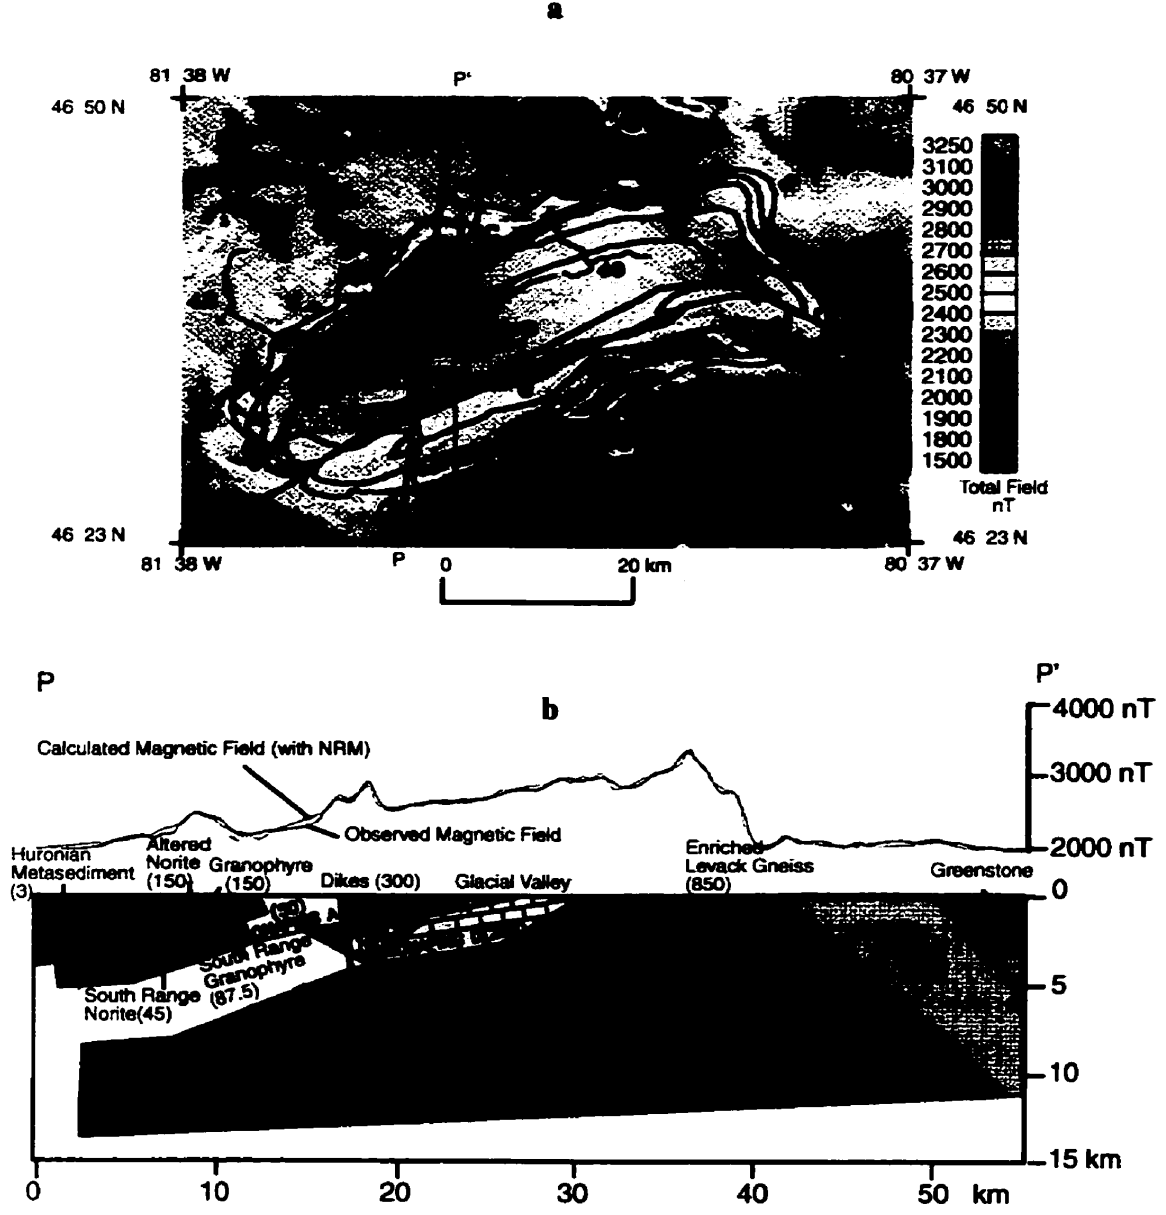 a
81 38 W
P'
80 37 W
46 50 N
46 50 N
3250
3100
3000
2900
2800
2700
2600
2500
2400
2300
2200
2100
2000
1900
1800
1500
Total Field
nT
46 23 N
46 23 N
81 38 W
P
0
20 km
80 37 W
P
P'
b
4000 nT
Calculated Magnetic Field (with NRM)
3000 nT
Observed Magnetic Field
2000 nT
Huronian
Metasediment
(3)
Altered
Norite
(150)
Granophyre
(150)
Dikes (300)
Glacial Valley
Enriched
Levack Gneiss
(850)
Greenstone
0
South Range
Granophyre
(87.5)
South Range
Norite(45)
5
10
15 km
0
10
20
30
40
50 km